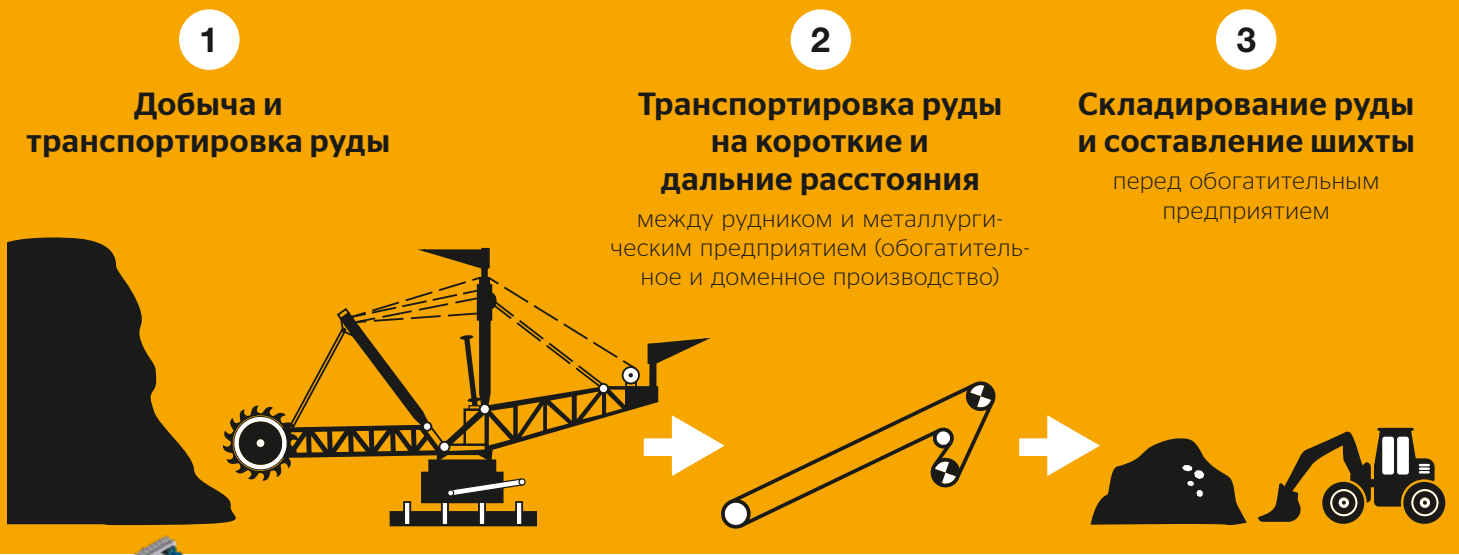 1
Добыча и
транспортировка руды
2
Транспортировка руды
на короткие и
дальние расстояния
между рудником и металлурги-
ческим предприятием (обогатитель-
ное и доменное производство)
3
Складирование руды
и составление шихты
перед обогатительным
предприятием